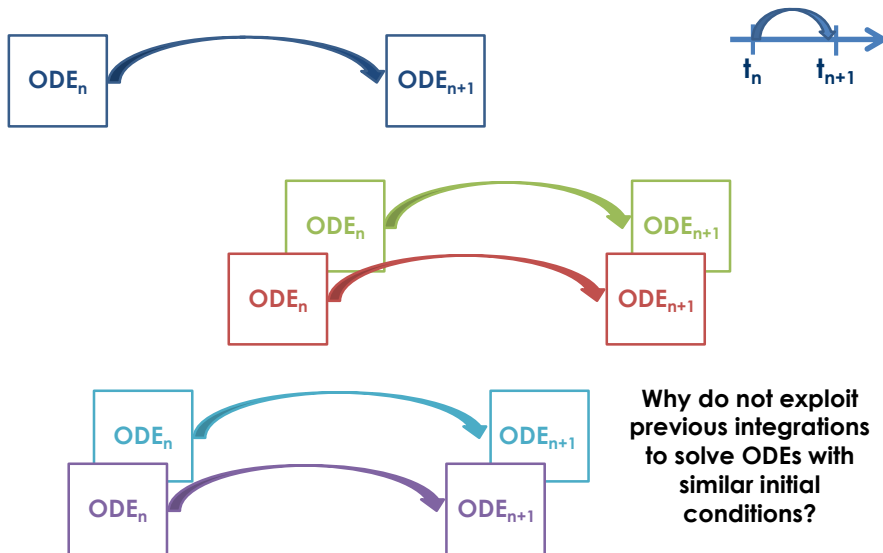 ODEn ODEn+1
tn tn+1
ODEn ODEn+1
ODEn ODEn+1
ODEn ODEn+1
ODEn ODEn+1
Why do not exploit
previous integrations
to solve ODEs with
similar initial
conditions?